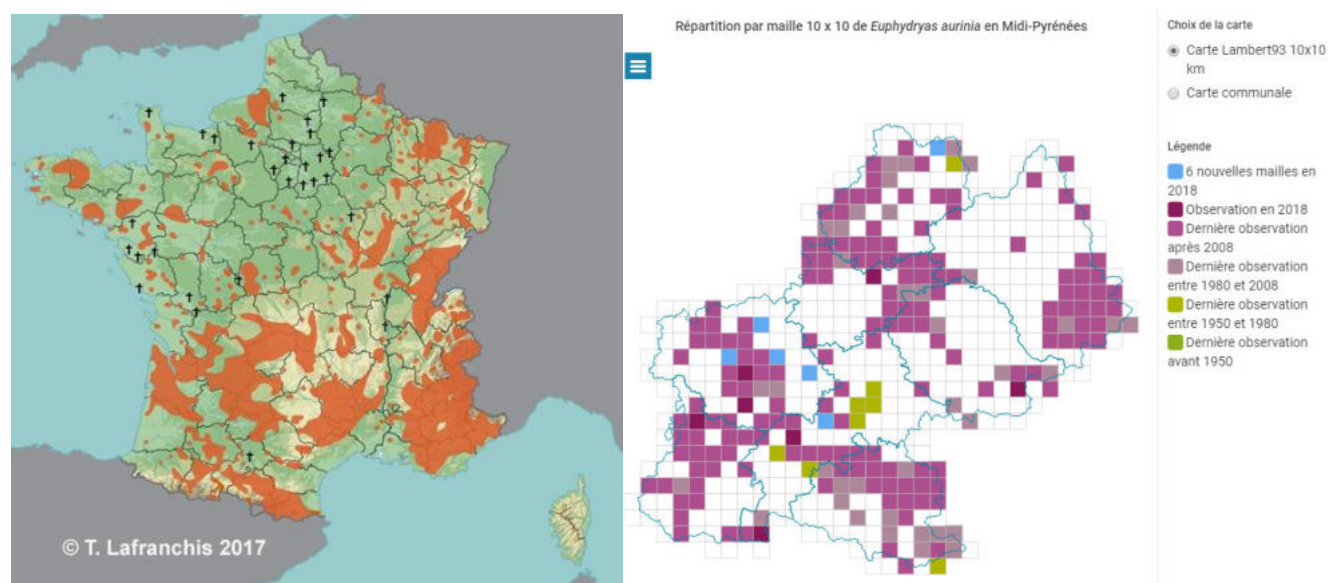 © T. Lafranchis 2017
Répartition par maille 10 x 10 de Euphydryas aurinia en Midi-Pyrénées
Choix de la carte
Carte Lambert93 10x10
km
Carte communale
Légende
6 nouvelles mailles en
2018
Observation en 2018
Dernière observation
après 2008
Dernière observation
entre 1980 et 2008
Dernière observation
entre 1950 et 1980
Dernière observation
avant 1950